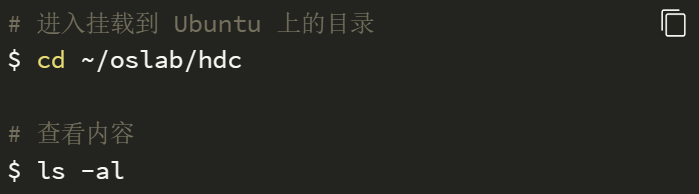 # 进入挂载到 Ubuntu 上的目录
$ cd ~/oslab/hdc
# 查看内容
$ ls -al